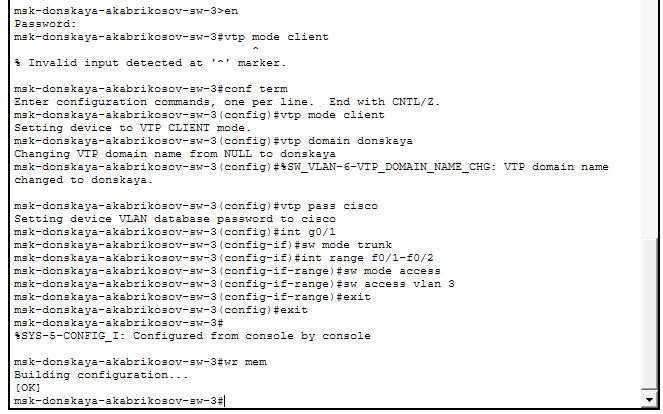 msk-donskaya-akabrikosov-sw-3>en
Password:
msk-donskaya-akabrikosov-sw-3#vtp mode client
^
% Invalid input detected at '^' marker.
msk-donskaya-akabrikosov-sw-3#conf term
Enter configuration commands, one per line.  End with CNTL/Z.
msk-donskaya-akabrikosov-sw-3(config)#vtp mode client
Setting device to VTP CLIENT mode.
msk-donskaya-akabrikosov-sw-3(config)#vtp domain donskaya
Changing VTP domain name from NULL to donskaya
msk-donskaya-akabrikosov-sw-3(config)#%SW_VLAN-6-VTP_DOMAIN_NAME_CHG: VTP domain name
changed to donskaya.
msk-donskaya-akabrikosov-sw-3(config)#vtp pass cisco
Setting device VLAN database password to cisco
msk-donskaya-akabrikosov-sw-3(config)#int g0/1
msk-donskaya-akabrikosov-sw-3(config-if)#sw mode trunk
msk-donskaya-akabrikosov-sw-3(config-if)#int range f0/1-f0/2
msk-donskaya-akabrikosov-sw-3(config-if-range)#sw mode access
msk-donskaya-akabrikosov-sw-3(config-if-range)#sw access vlan 3
msk-donskaya-akabrikosov-sw-3(config-if-range)#exit
msk-donskaya-akabrikosov-sw-3(config)#exit
msk-donskaya-akabrikosov-sw-3#
%SYS-5-CONFIG_I: Configured from console by console
msk-donskaya-akabrikosov-sw-3#wr mem
Building configuration...
[OK]
msk-donskaya-akabrikosov-sw-3#